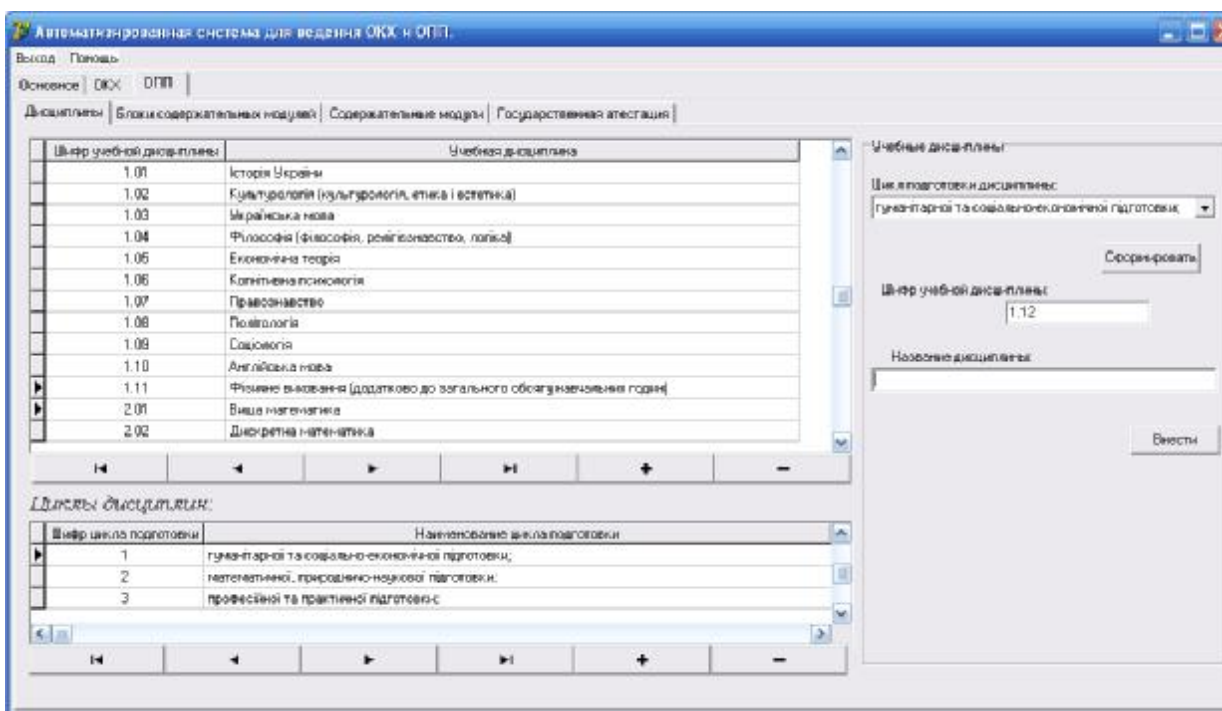 Автоматизированная система для ведення ОКХ и ОПП.
Выход Помощь
Основное ОКХ ОПП
Дисциплины Блоки содержательных модулей Содержательные модули Государственная атестация
Шифр учебной дисциплины Учебная дисциплина
1.01 Історія України
1.02 Культурологія (культурологія, етика і естетика)
1.03 Українська мова
1.04 Філософія (філософія, релігієзнавство, логіка)
1.05 Економічна теорія
1.06 Когнітивна психологія
1.07 Правознавство
1.08 Політологія
1.09 Соціологія
1.10 Англійська мова
1.11 Фізичне виховання (додатково до загального обсягу навчальних годин)
2.01 Вища математика
2.02 Дискретна математика
Циклы дисциплин:
Шифр цикла подготовки Наименование цикла подготовки
1 гуманітарної та соціально-економічної підготовки;
2 математичної, природничо-наукової підготовки;
3 професійної та практичної підготовки
Учебные дисциплины
Цикл подготовки дисциплины:
гуманітарної та соціально-економічної підготовки;
Сформировать
Шифр учебной дисциплины:
1.12
Название дисциплины:
Внести